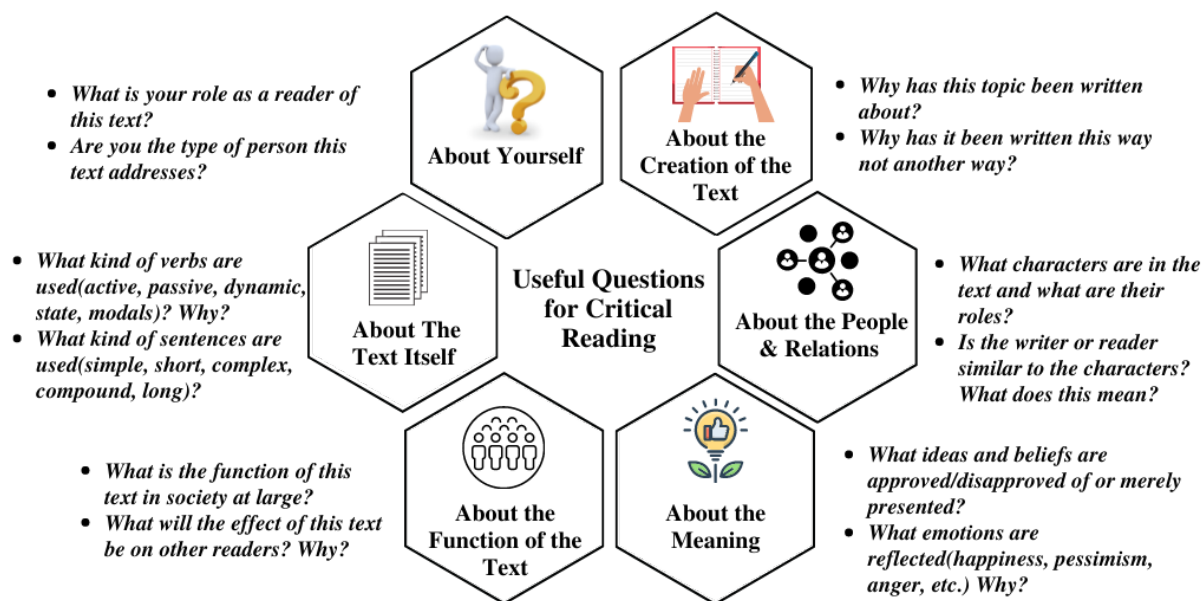 Useful Questions
for Critical
Reading
About Yourself
• What is your role as a reader of
this text?
• Are you the type of person this
text addresses?
About the
Creation of the
Text
• Why has this topic been written
about?
• Why has it been written this way
not another way?
About the People
& Relations
• What characters are in the
text and what are their
roles?
• Is the writer or reader
similar to the characters?
What does this mean?
About the
Meaning
• What ideas and beliefs are
approved/disapproved of or merely
presented?
• What emotions are
reflected(happiness, pessimism,
anger, etc.) Why?
About the
Function of the
Text
• What is the function of this
text in society at large?
• What will the effect of this text
be on other readers? Why?
About The
Text Itself
• What kind of verbs are
used(active, passive, dynamic,
state, modals)? Why?
• What kind of sentences are
used(simple, short, complex,
compound, long)?